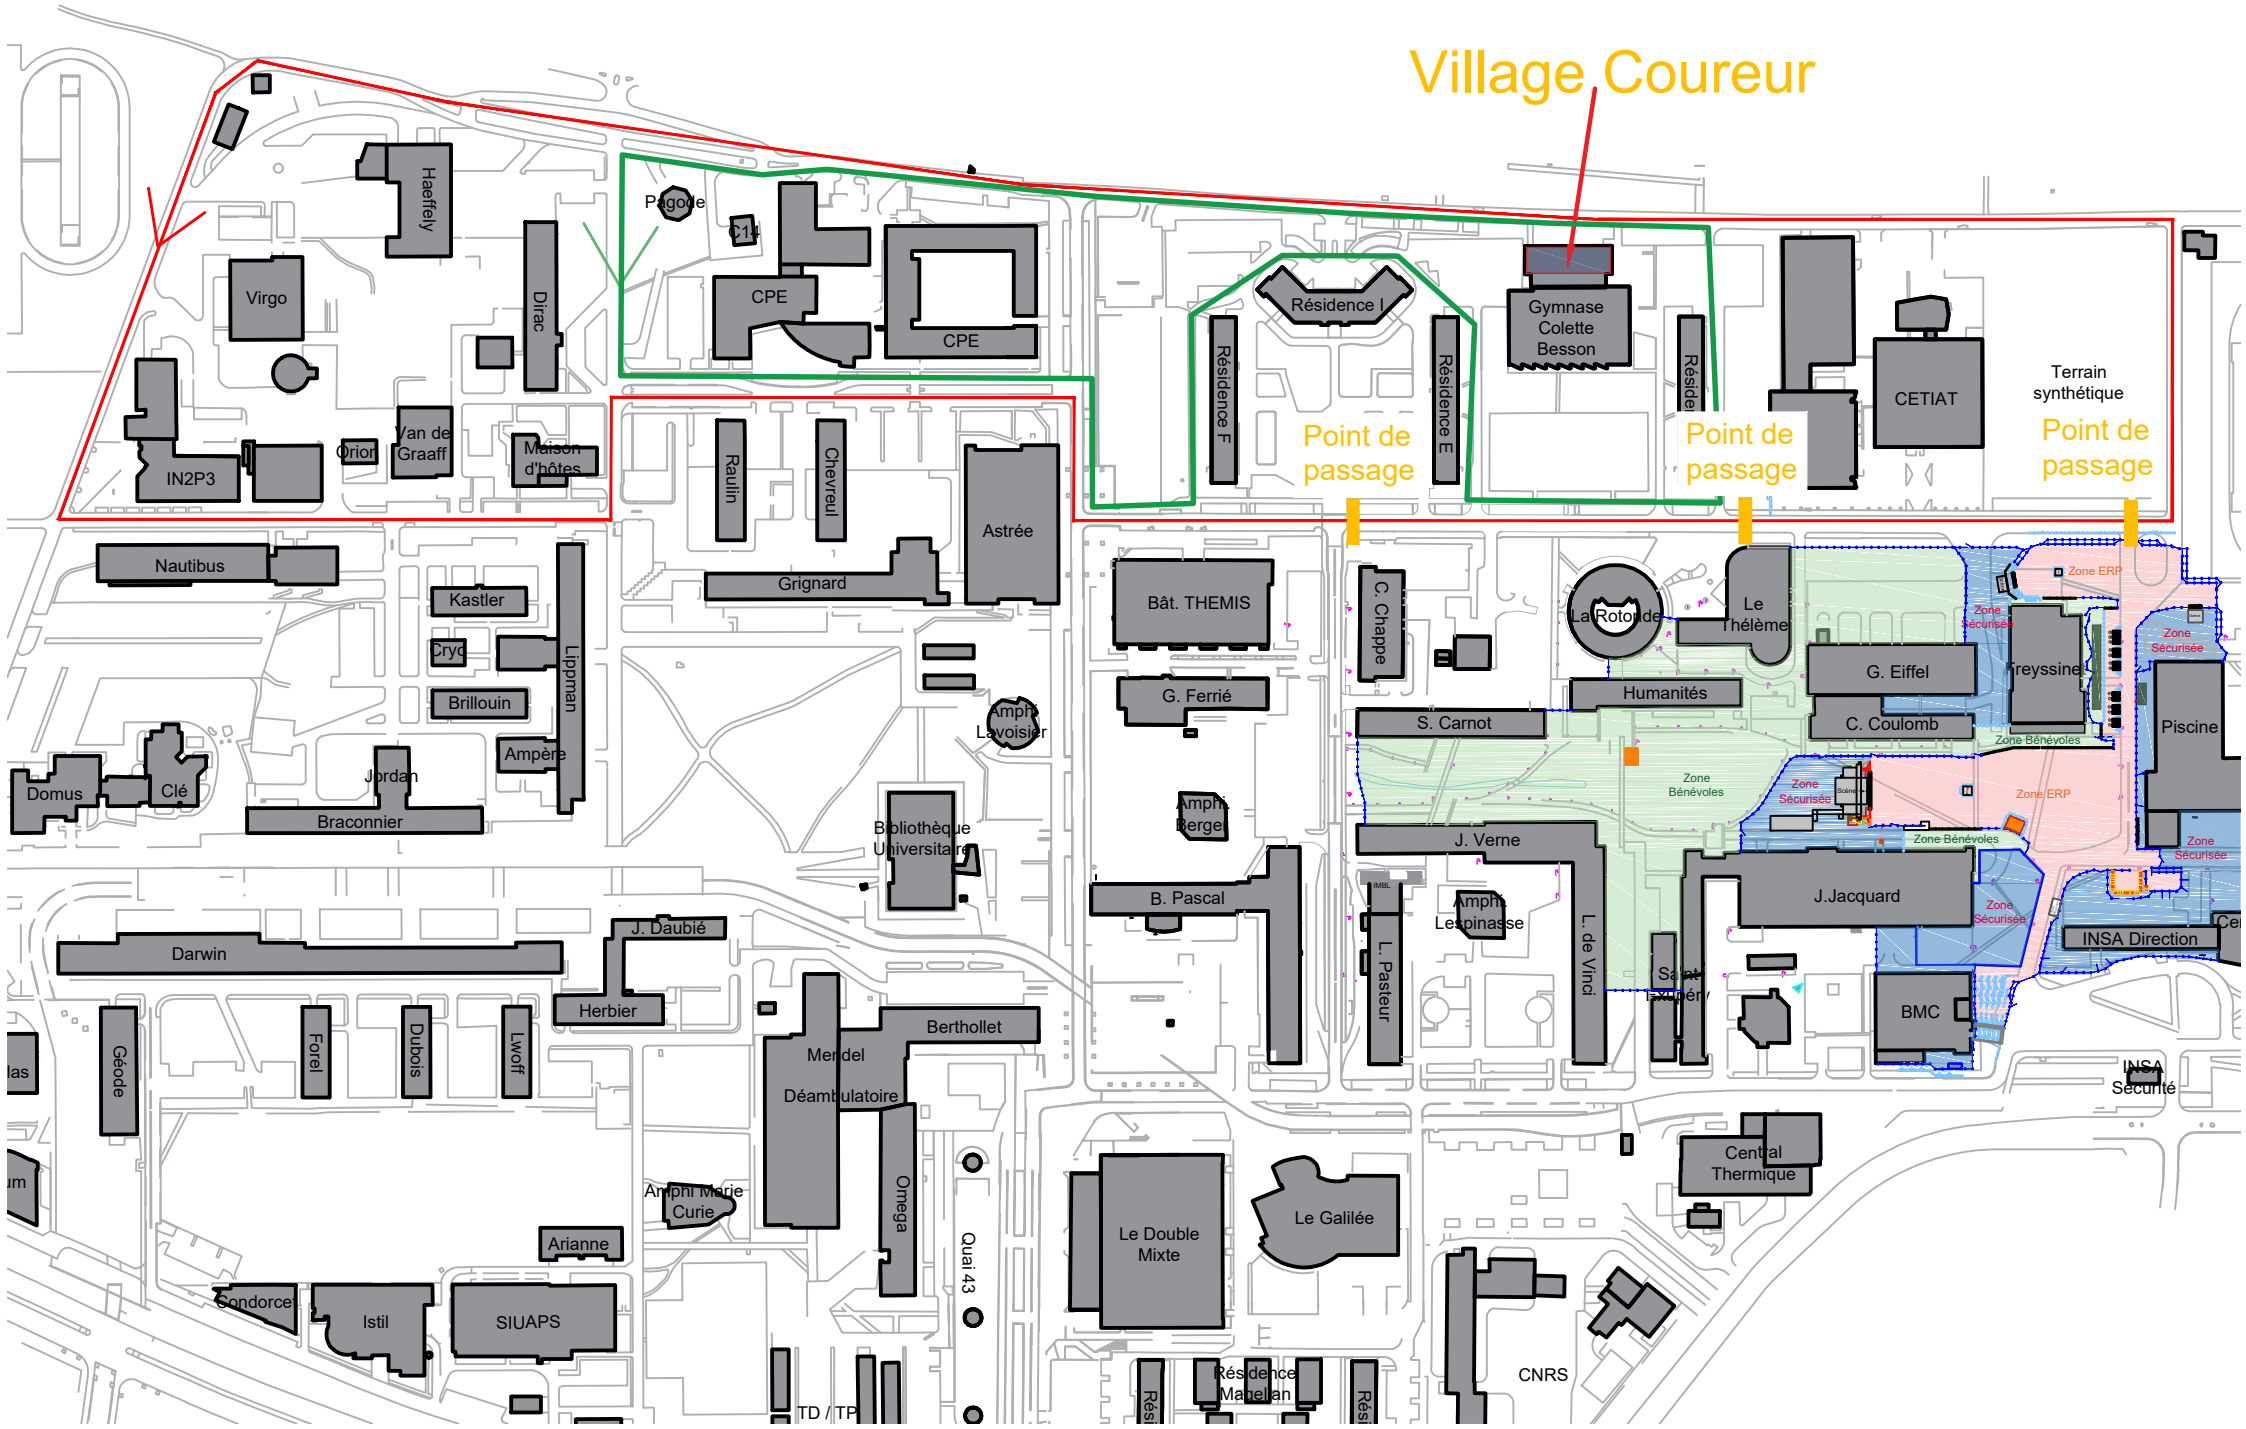 Village Coureur
Haeffely
Pagode
C14
Virgo
Dirac
CPE
CPE
Résidence I
Gymnase
Colette
Besson
Résidence F
Résidence E
CETIAT
Terrain
synthétique
Point de
passage
Point de
passage
Point de
passage
IN2P3
Orion
Van de
Graaff
Maison
d'hôtes
Raulin
Chevreul
Astrée
Nautibus
Kastler
Cryo
Brillouin
Ampère
Lippman
Grignard
Bât. THEMIS
C. Chappe
La Rotonde
Le
Thélème
Zone ERP
Zone
Sécurisée
Zone
Sécurisée
G. Eiffel
Freyssinet
Humanités
G. Ferrié
Amphi
Lavoisier
S. Carnot
C. Coulomb
Zone Bénévoles
Piscine
Domus
Clé
Jordan
Braconnier
Bibliothèque
Universitaire
Amphi
Berger
Zone
Bénévoles
Zone
Sécurisée
Scène
Zone ERP
J. Verne
Zone Bénévoles
Zone
Sécurisée
IMBL
B. Pascal
Amphi.
Lespinasse
L. Pasteur
L. de Vinci
Saint
Exupéry
J.Jacquard
Zone
Sécurisée
INSA Direction
BMC
Darwin
J. Daubié
Herbier
Géode
Forel
Dubois
Lwoff
Mendel
Berthollet
Déambulatoire
Omega
Amphi Marie
Curie
Arianne
Condorcet
Istil
SIUAPS
Quai 43
Le Double
Mixte
Le Galilée
Central
Thermique
INSA
Sécurité
Résidence
Magellan
CNRS
TD / TP